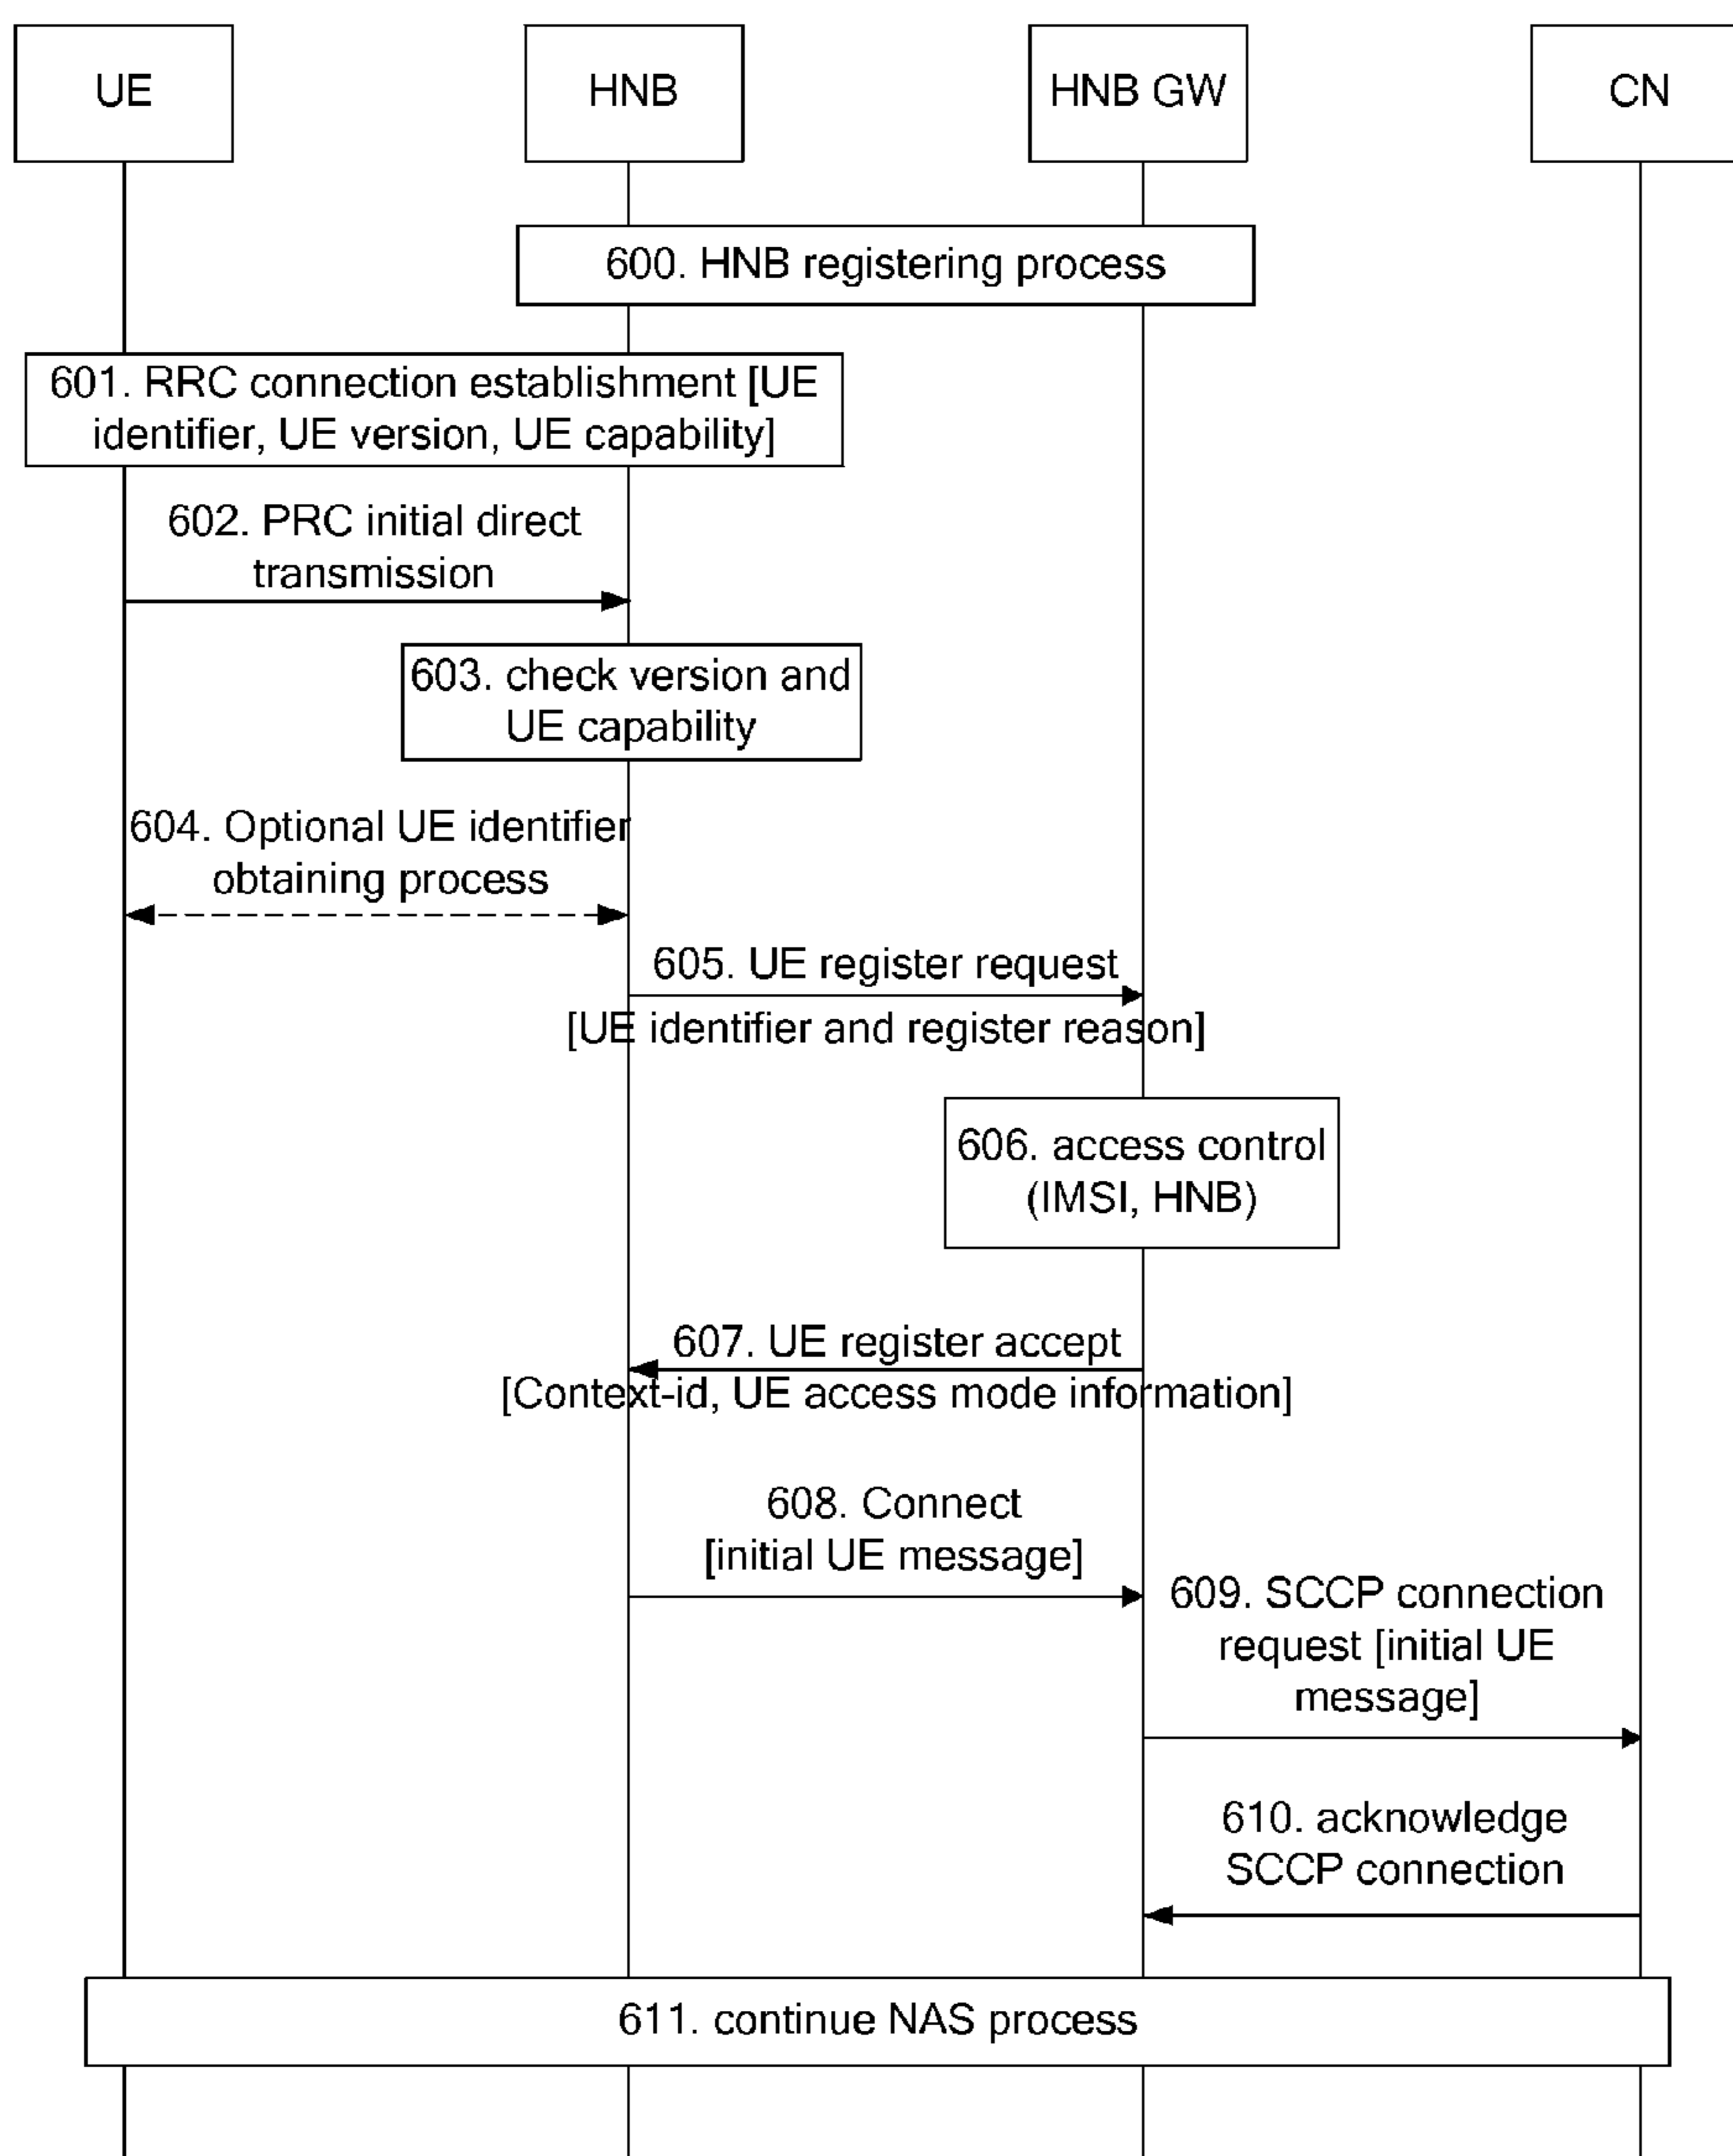 UE
HNB
HNB GW
CN
600. HNB registering process
601. RRC connection establishment [UE
identifier, UE version, UE capability]
602. PRC initial direct
transmission
603. check version and
UE capability
604. Optional UE identifier
obtaining process
605. UE register request
[UE identifier and register reason]
606. access control
(IMSI, HNB)
607. UE register accept
[Context-id, UE access mode information]
608. Connect
[initial UE message]
609. SCCP connection
request [initial UE
message]
610. acknowledge
SCCP connection
611. continue NAS process